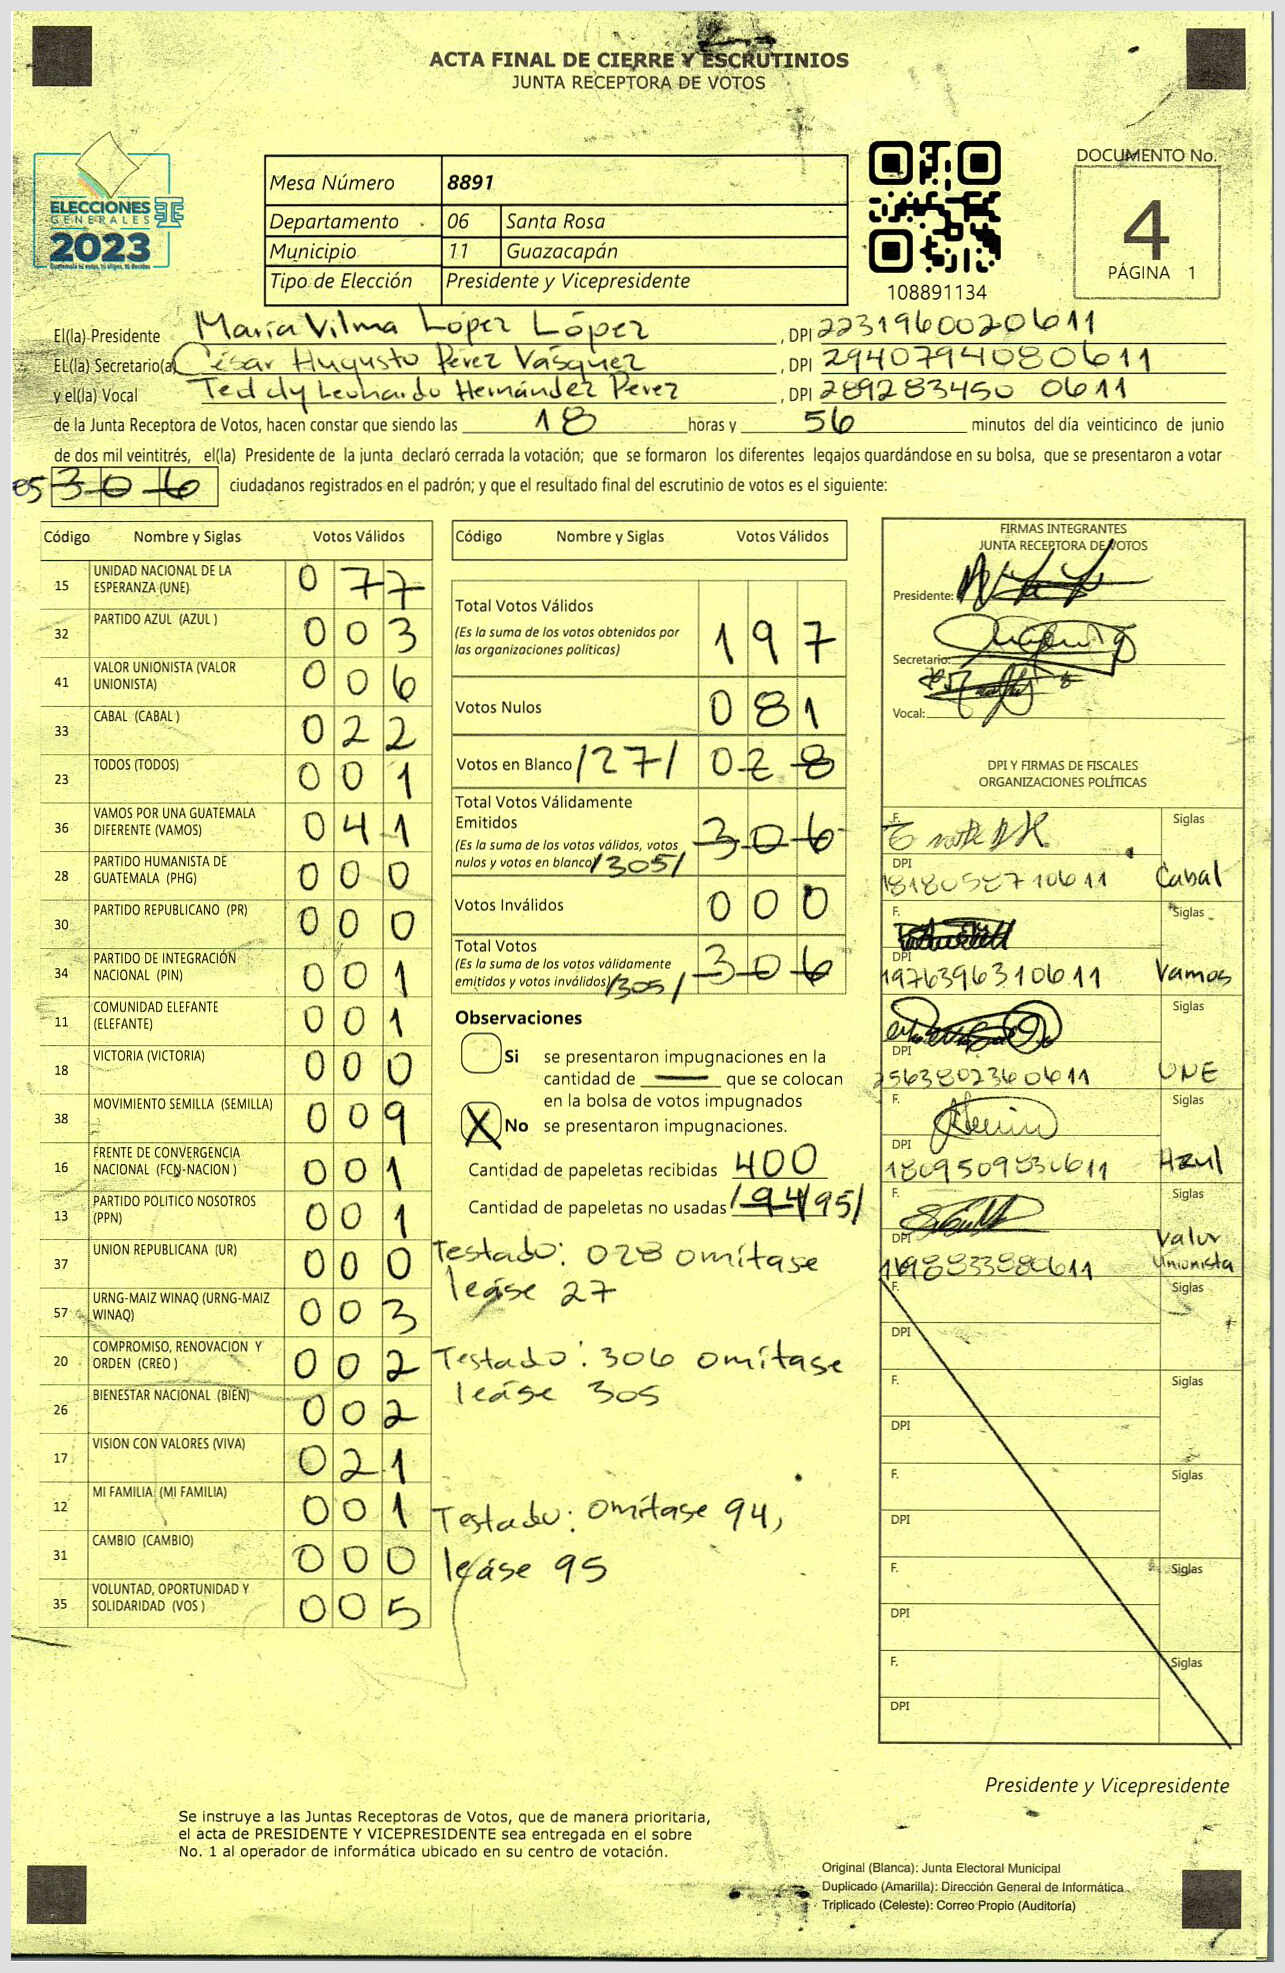 ACTA FINAL DE CIERRE Y ESCRUTINIOS
JUNTA RECEPTORA DE VOTOS
ELECCIONES
GENERALES
2023
Mesa Número 8891
Departamento 06 Santa Rosa
Municipio 11 Guazacapán
Tipo de Elección Presidente y Vicepresidente
108891134
DOCUMENTO No.
4
PÁGINA 1
El(la) Presidente María Vilma López López , DPI 2231960020611
EL(la) Secretario(a) César Augusto Pérez Vásquez , DPI 2940794080611
y el(la) Vocal Teddy Leonardo Hernández Pérez , DPI 289283450 0611
de la Junta Receptora de Votos, hacen constar que siendo las 18 horas y 56 minutos del día veinticinco de junio
de dos mil veintitrés, el(la) Presidente de la junta declaró cerrada la votación; que se formaron los diferentes legajos guardándose en su bolsa, que se presentaron a votar
306 ciudadanos registrados en el padrón; y que el resultado final del escrutinio de votos es el siguiente:
Código Nombre y Siglas Votos Válidos
15 UNIDAD NACIONAL DE LA ESPERANZA (UNE) 077
32 PARTIDO AZUL (AZUL ) 003
41 VALOR UNIONISTA (VALOR UNIONISTA) 006
33 CABAL (CABAL ) 022
23 TODOS (TODOS) 001
36 VAMOS POR UNA GUATEMALA DIFERENTE (VAMOS) 041
28 PARTIDO HUMANISTA DE GUATEMALA (PHG) 000
30 PARTIDO REPUBLICANO (PR) 000
34 PARTIDO DE INTEGRACIÓN NACIONAL (PIN) 001
11 COMUNIDAD ELEFANTE (ELEFANTE) 001
18 VICTORIA (VICTORIA) 000
38 MOVIMIENTO SEMILLA (SEMILLA) 009
16 FRENTE DE CONVERGENCIA NACIONAL (FCN-NACION ) 001
13 PARTIDO POLITICO NOSOTROS (PPN) 001
37 UNION REPUBLICANA (UR) 000
57 URNG-MAIZ WINAQ (URNG-MAIZ WINAQ) 003
20 COMPROMISO, RENOVACION Y ORDEN (CREO ) 002
26 BIENESTAR NACIONAL (BIEN) 002
17 VISION CON VALORES (VIVA) 021
12 MI FAMILIA (MI FAMILIA) 001
31 CAMBIO (CAMBIO) 000
35 VOLUNTAD, OPORTUNIDAD Y SOLIDARIDAD (VOS ) 005
Código Nombre y Siglas Votos Válidos
Total Votos Válidos 197
(Es la suma de los votos obtenidos por
las organizaciones políticas)
Votos Nulos 081
Votos en Blanco /27/ 028
Total Votos Válidamente
Emitidos 306
(Es la suma de los votos válidos, votos
nulos y votos en blanco) /305/
Votos Inválidos 000
Total Votos 306
(Es la suma de los votos válidamente
emitidos y votos inválidos) /305/
Observaciones
Si se presentaron impugnaciones en la
cantidad de que se colocan
en la bolsa de votos impugnados
X No se presentaron impugnaciones.
Cantidad de papeletas recibidas 400
Cantidad de papeletas no usadas /94/95/
Testado: 028 omítase
leáse 27
Testado: 306 omítase
leáse 305
Testado: omítase 94,
leáse 95
FIRMAS INTEGRANTES
JUNTA RECEPTORA DE VOTOS
Presidente:
Secretario:
Vocal:
DPI Y FIRMAS DE FISCALES
ORGANIZACIONES POLÍTICAS
F. Siglas
DPI 1818058710611 Cabal
F. Siglas
DPI 1976396310611 Vamos
Siglas
DPI 2563802360611 UNE
F. Siglas
DPI 1809509830611 Azul
F. Siglas
DPI Valor
Unionista
F. Siglas
DPI
F. Siglas
DPI
F. Siglas
DPI
F. Siglas
DPI
F. Siglas
DPI
Presidente y Vicepresidente
Se instruye a las Juntas Receptoras de Votos, que de manera prioritaria,
el acta de PRESIDENTE Y VICEPRESIDENTE sea entregada en el sobre
No. 1 al operador de informática ubicado en su centro de votación.
Original (Blanca): Junta Electoral Municipal
Duplicado (Amarilla): Dirección General de Informática
Triplicado (Celeste): Correo Propio (Auditoría)